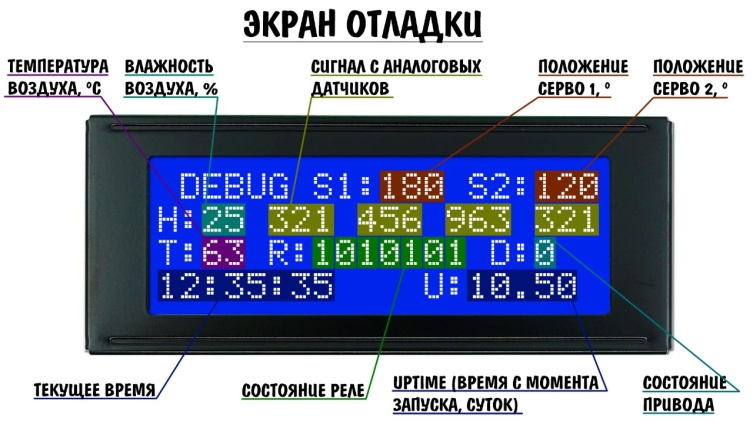 ЭКРАН ОТЛАДКИ
ТЕМПЕРАТУРА
ВОЗДУХА, °C
ВЛАЖНОСТЬ
ВОЗДУХА, %
СИГНАЛ С АНАЛОГОВЫХ
ДАТЧИКОВ
ПОЛОЖЕНИЕ
СЕРВО 1, °
ПОЛОЖЕНИЕ
СЕРВО 2, °
DEBUG S1:180 S2:120
H:25 321 456 963 321
T:63 R:1010101 D:0
12:35:35 U:10.50
ТЕКУЩЕЕ ВРЕМЯ
СОСТОЯНИЕ РЕЛЕ
UPTIME (ВРЕМЯ С МОМЕНТА
ЗАПУСКА, СУТОК)
СОСТОЯНИЕ
ПРИВОДА